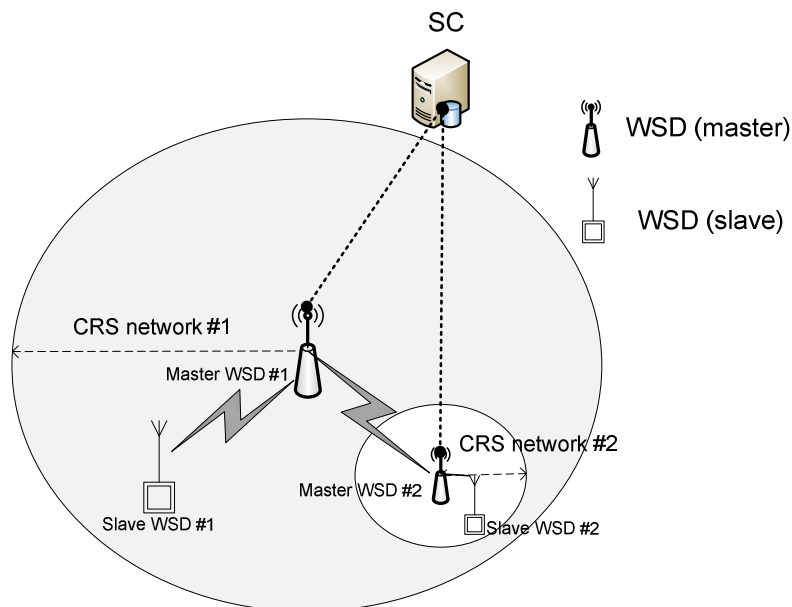 SC
WSD (master)
WSD (slave)
CRS network #1
Master WSD #1
CRS network #2
Master WSD #2
Slave WSD #1
Slave WSD #2